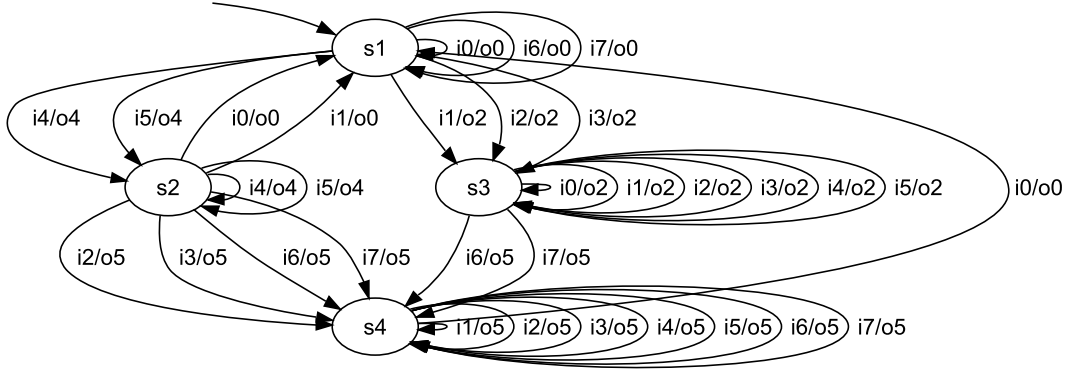 s1 i0/o0 i6/o0 i7/o0
i4/o4 i5/o4 i0/o0 i1/o0 i1/o2 i2/o2 i3/o2
s2 i4/o4 i5/o4 s3 i0/o2 i1/o2 i2/o2 i3/o2 i4/o2 i5/o2 i0/o0
i2/o5 i3/o5 i6/o5 i7/o5 i6/o5 i7/o5
s4 i1/o5 i2/o5 i3/o5 i4/o5 i5/o5 i6/o5 i7/o5